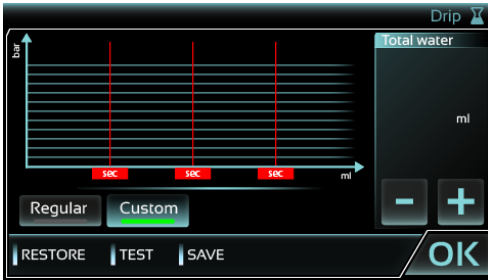 Drip
Total water
bar
ml
sec sec sec
ml
- +
Regular Custom
RESTORE TEST SAVE
OK